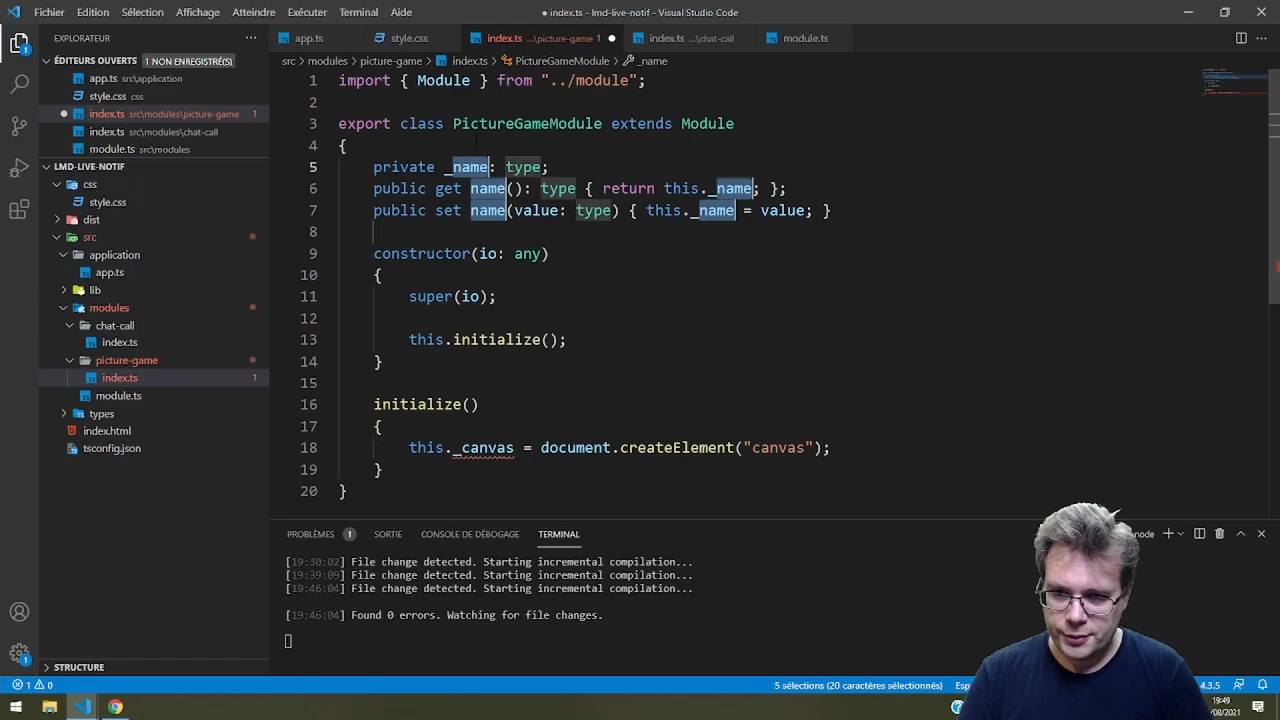 Fichier Edition Sélection Affichage Atteindre Exécuter Terminal Aide
● index.ts - lmd-live-notif - Visual Studio Code
EXPLORATEUR ...
app.ts
style.css
index.ts ...\picture-game 1 ●
index.ts ...\chat-call
module.ts
ÉDITEURS OUVERTS 1 NON ENREGISTRÉ(S)
app.ts src\application
style.css css
index.ts src\modules\picture-game 1
index.ts src\modules\chat-call
module.ts src\modules
LMD-LIVE-NOTIF
css
style.css
dist
src
application
app.ts
lib
modules
chat-call
index.ts
picture-game
index.ts 1
module.ts
types
index.html
tsconfig.json
STRUCTURE
src > modules > picture-game > index.ts > PictureGameModule > _name
1 import { Module } from "../module";
2
3 export class PictureGameModule extends Module
4 {
5 private _name: type;
6 public get name(): type { return this._name; };
7 public set name(value: type) { this._name = value; }
8
9 constructor(io: any)
10 {
11 super(io);
12
13 this.initialize();
14 }
15
16 initialize()
17 {
18 this._canvas = document.createElement("canvas");
19 }
20 }
PROBLÈMES 1 SORTIE CONSOLE DE DÉBOGAGE TERMINAL
node
[19:30:02] File change detected. Starting incremental compilation...
[19:39:09] File change detected. Starting incremental compilation...
[19:46:04] File change detected. Starting incremental compilation...
[19:46:04] Found 0 errors. Watching for file changes.
1 0
5 sélections (20 caractères sélectionnés)
4.3.5
19:49
/08/2021